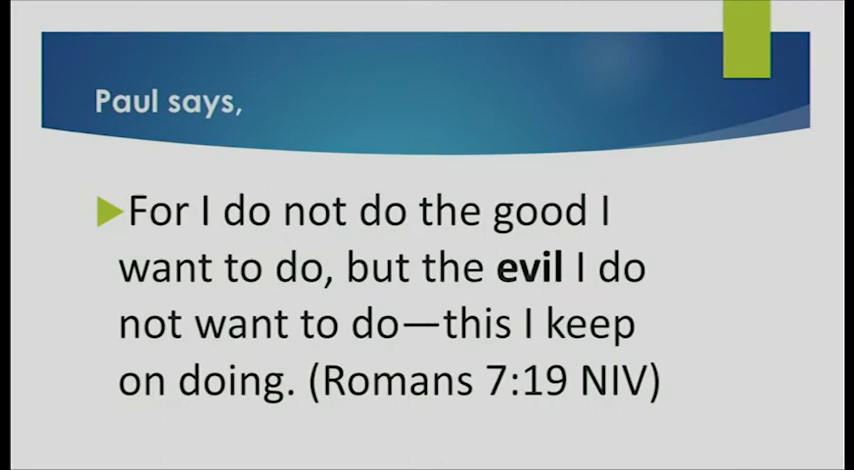 Paul says,
For I do not do the good I
want to do, but the evil I do
not want to do—this I keep
on doing. (Romans 7:19 NIV)